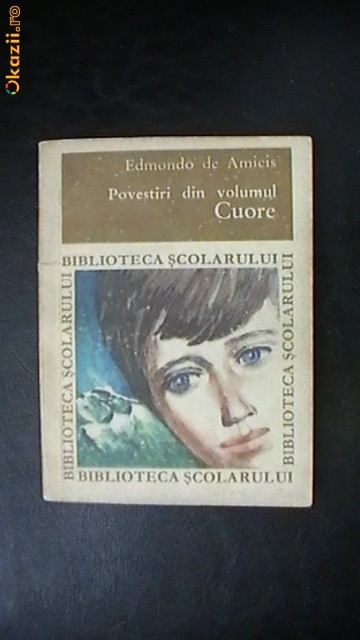 Okazii.ro
Edmondo de Amicis
Povestiri din volumul
Cuore
BIBLIOTECA ȘCOLARULUI
BIBLIOTECA ȘCOLARULUI
BIBLIOTECA ȘCOLARULUI
BIBLIOTECA ȘCOLARULUI